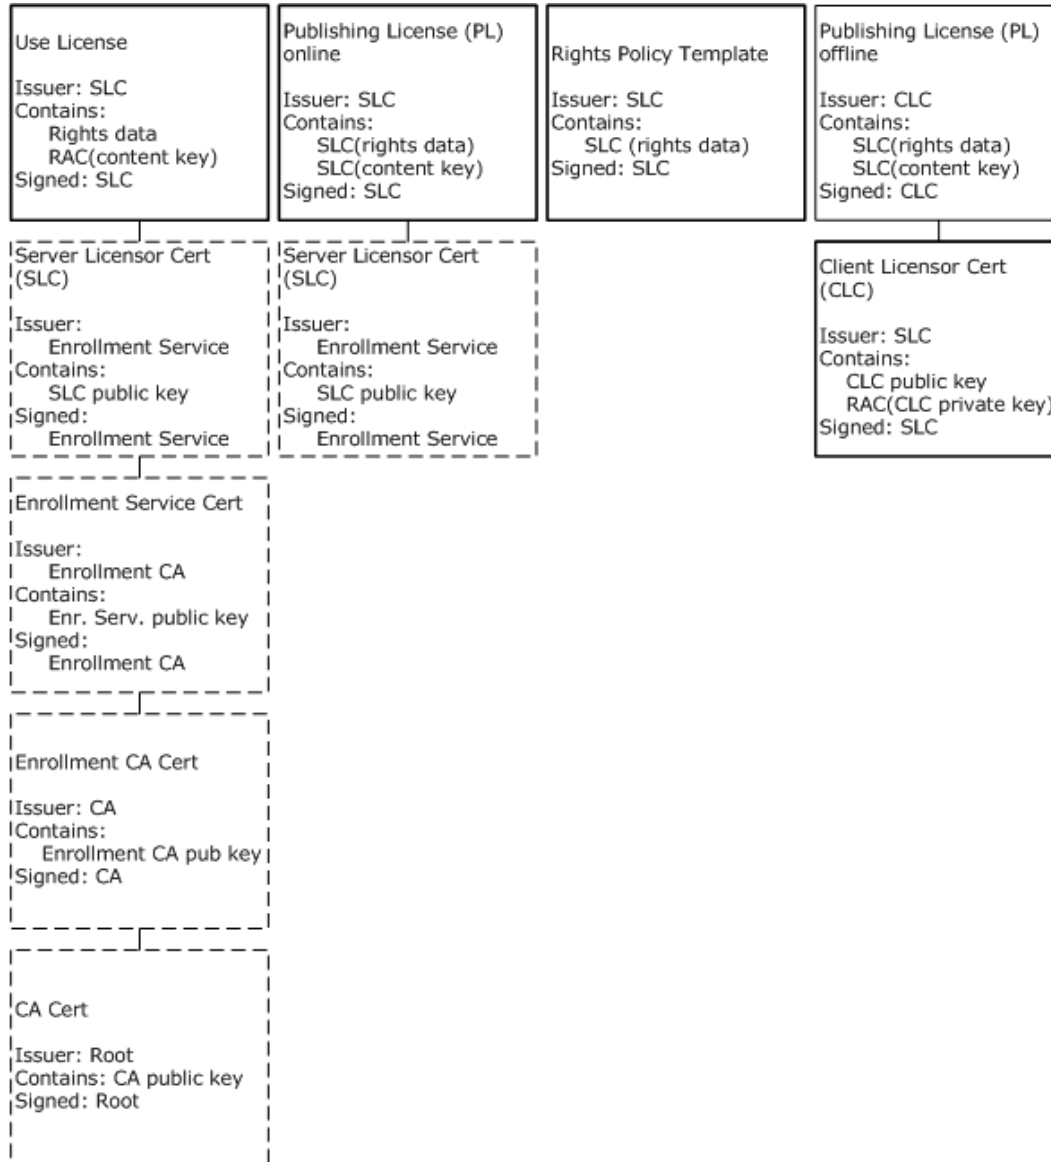 Use License
Issuer: SLC
Contains:
Rights data
RAC(content key)
Signed: SLC
Publishing License (PL)
online
Issuer: SLC
Contains:
SLC(rights data)
SLC(content key)
Signed: SLC
Rights Policy Template
Issuer: SLC
Contains:
SLC (rights data)
Signed: SLC
Publishing License (PL)
offline
Issuer: CLC
Contains:
SLC(rights data)
SLC(content key)
Signed: CLC
Server Licensor Cert
(SLC)
Issuer:
Enrollment Service
Contains:
SLC public key
Signed:
Enrollment Service
Server Licensor Cert
(SLC)
Issuer:
Enrollment Service
Contains:
SLC public key
Signed:
Enrollment Service
Client Licensor Cert
(CLC)
Issuer: SLC
Contains:
CLC public key
RAC(CLC private key)
Signed: SLC
Enrollment Service Cert
Issuer:
Enrollment CA
Contains:
Enr. Serv. public key
Signed:
Enrollment CA
Enrollment CA Cert
Issuer: CA
Contains:
Enrollment CA pub key
Signed: CA
CA Cert
Issuer: Root
Contains: CA public key
Signed: Root